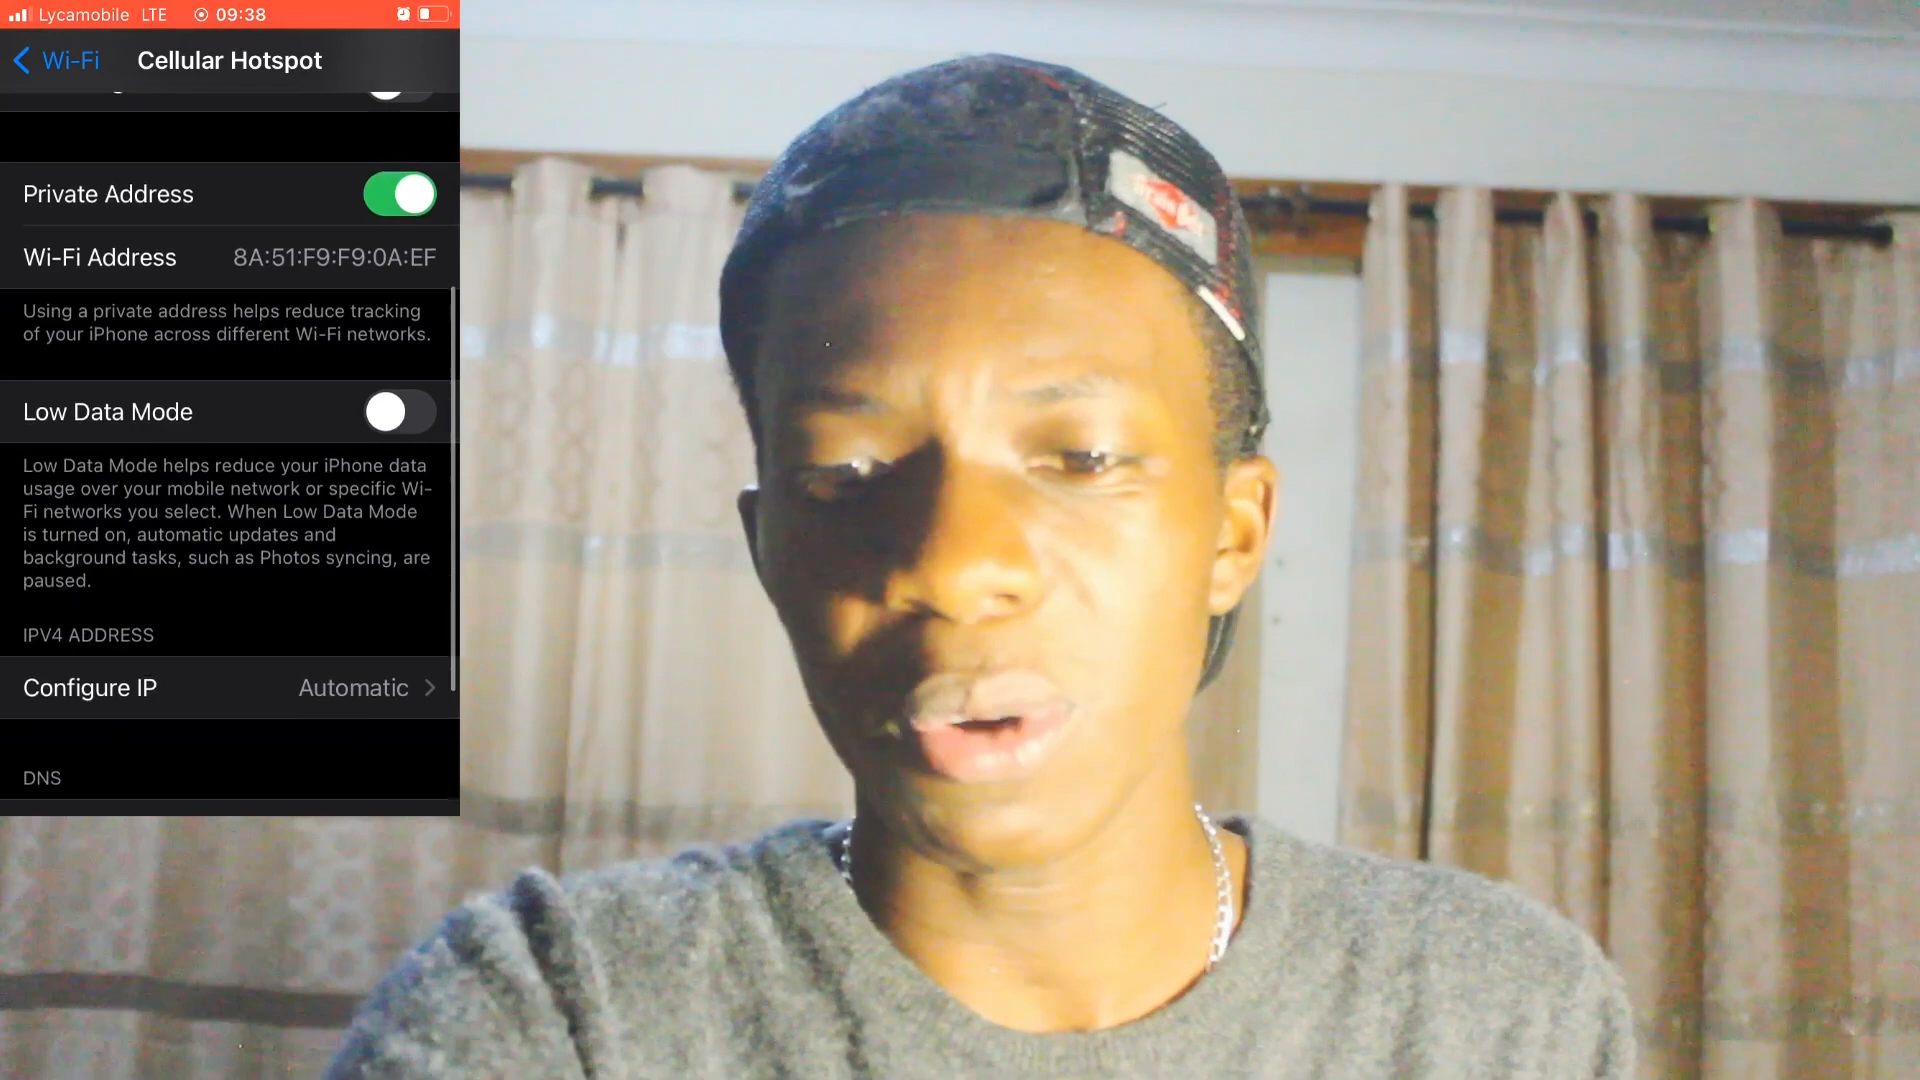 Lycamobile LTE 09:38
Wi-Fi Cellular Hotspot
Private Address
Wi-Fi Address 8A:51:F9:F9:0A:EF
Using a private address helps reduce tracking
of your iPhone across different Wi-Fi networks.
Low Data Mode
Low Data Mode helps reduce your iPhone data
usage over your mobile network or specific Wi-
Fi networks you select. When Low Data Mode
is turned on, automatic updates and
background tasks, such as Photos syncing, are
paused.
IPV4 ADDRESS
Configure IP Automatic
DNS